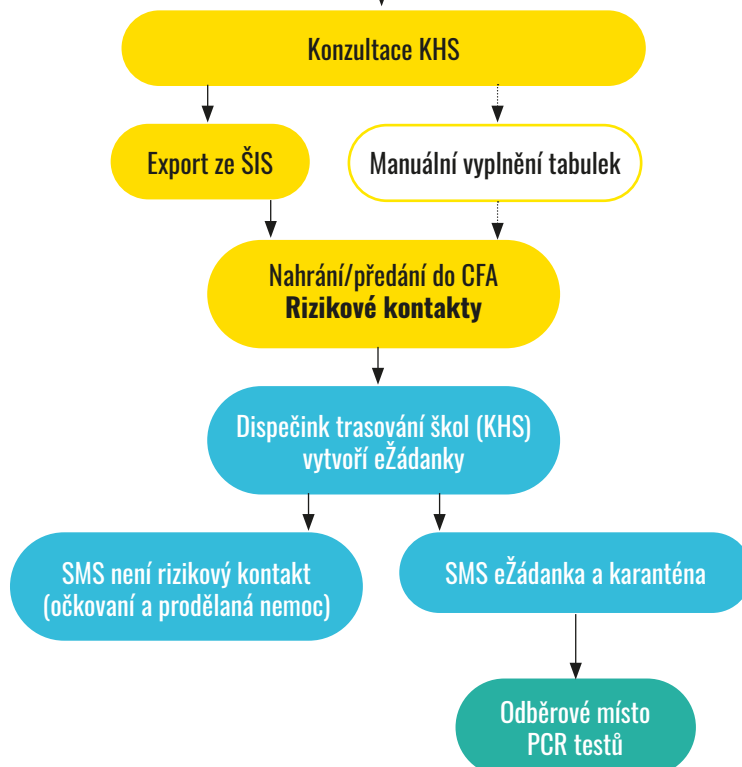 Konzultace KHS
Export ze ŠIS
Manuální vyplnění tabulek
Nahrání/předání do CFA
Rizikové kontakty
Dispečink trasování škol (KHS)
vytvoří eŽádanky
SMS není rizikový kontakt
(očkovaní a prodělaná nemoc)
SMS eŽádanka a karanténa
Odběrové místo
PCR testů